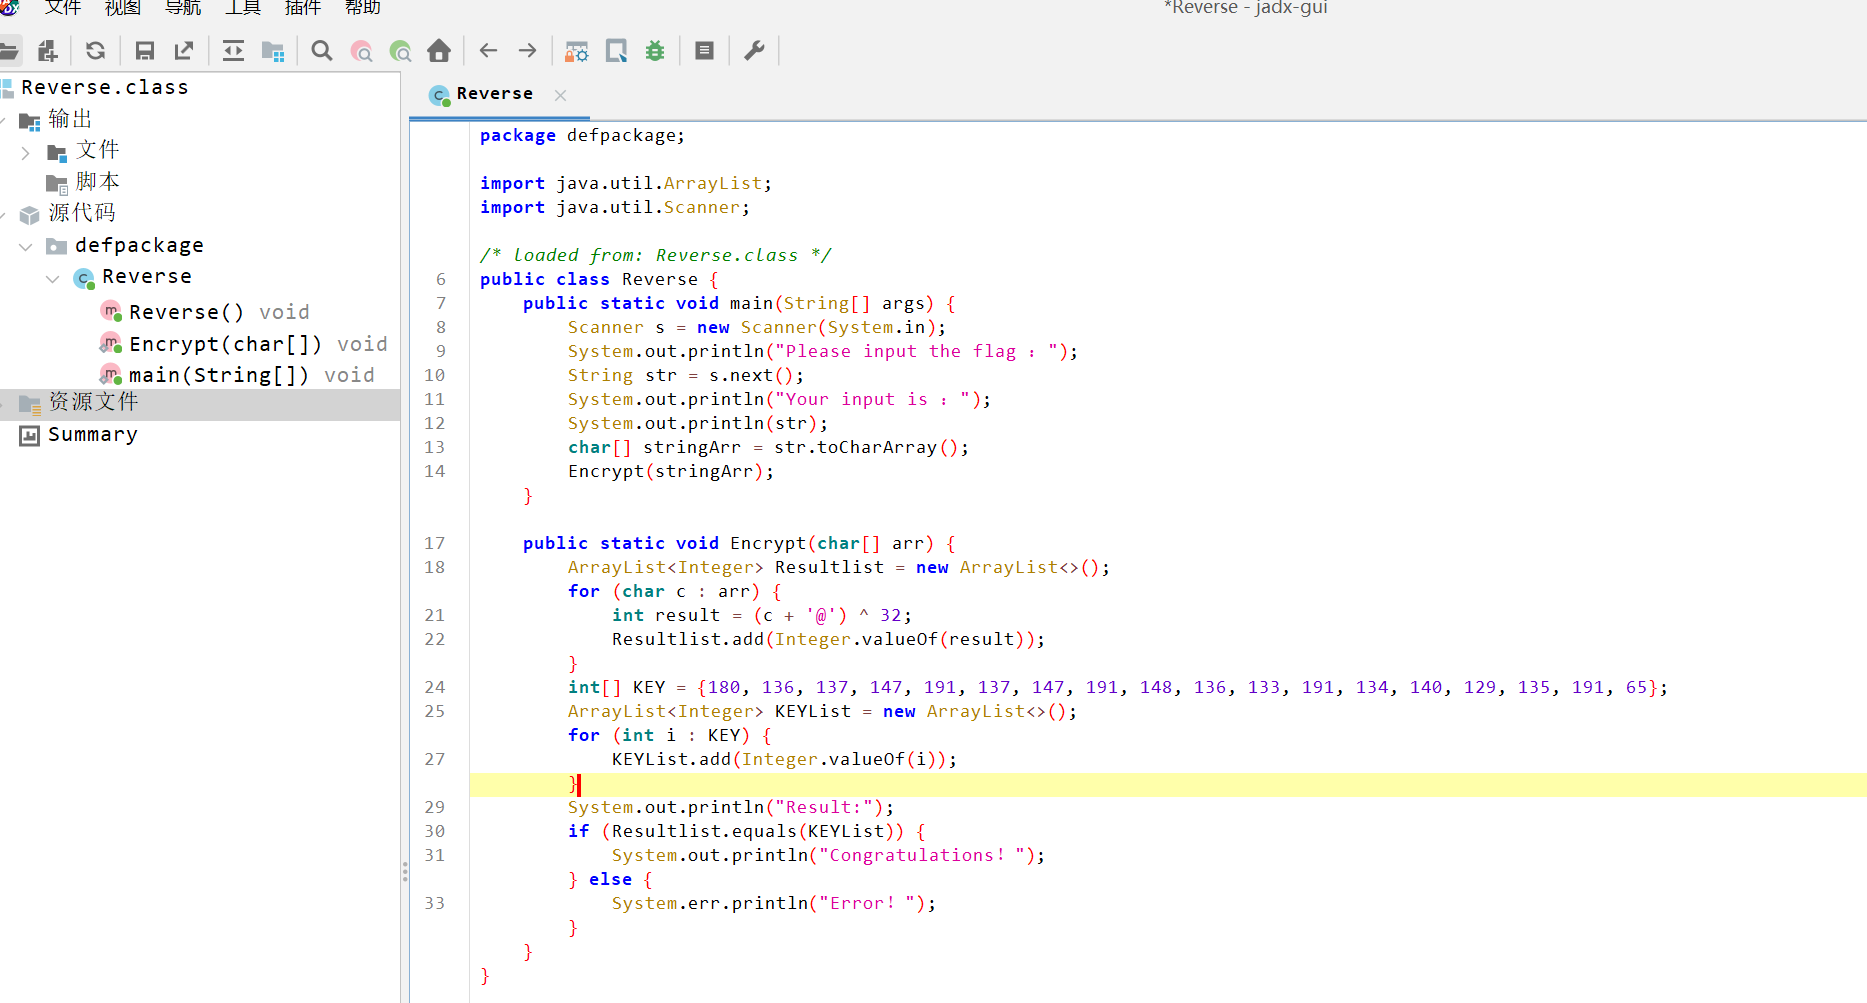 文件 视图 导航 工具 插件 帮助
*Reverse - jadx-gui
Reverse.class
输出
文件
脚本
源代码
defpackage
Reverse
Reverse() void
Encrypt(char[]) void
main(String[]) void
资源文件
Summary
Reverse
package defpackage;
import java.util.ArrayList;
import java.util.Scanner;
/* loaded from: Reverse.class */
6 public class Reverse {
7 public static void main(String[] args) {
8 Scanner s = new Scanner(System.in);
9 System.out.println("Please input the flag ：");
10 String str = s.next();
11 System.out.println("Your input is ：");
12 System.out.println(str);
13 char[] stringArr = str.toCharArray();
14 Encrypt(stringArr);
}
17 public static void Encrypt(char[] arr) {
18 ArrayList<Integer> Resultlist = new ArrayList<>();
for (char c : arr) {
21 int result = (c + '@') ^ 32;
22 Resultlist.add(Integer.valueOf(result));
}
24 int[] KEY = {180, 136, 137, 147, 191, 137, 147, 191, 148, 136, 133, 191, 134, 140, 129, 135, 191, 65};
25 ArrayList<Integer> KEYList = new ArrayList<>();
for (int i : KEY) {
27 KEYList.add(Integer.valueOf(i));
}
29 System.out.println("Result:");
30 if (Resultlist.equals(KEYList)) {
31 System.out.println("Congratulations！");
} else {
33 System.err.println("Error！");
}
}
}